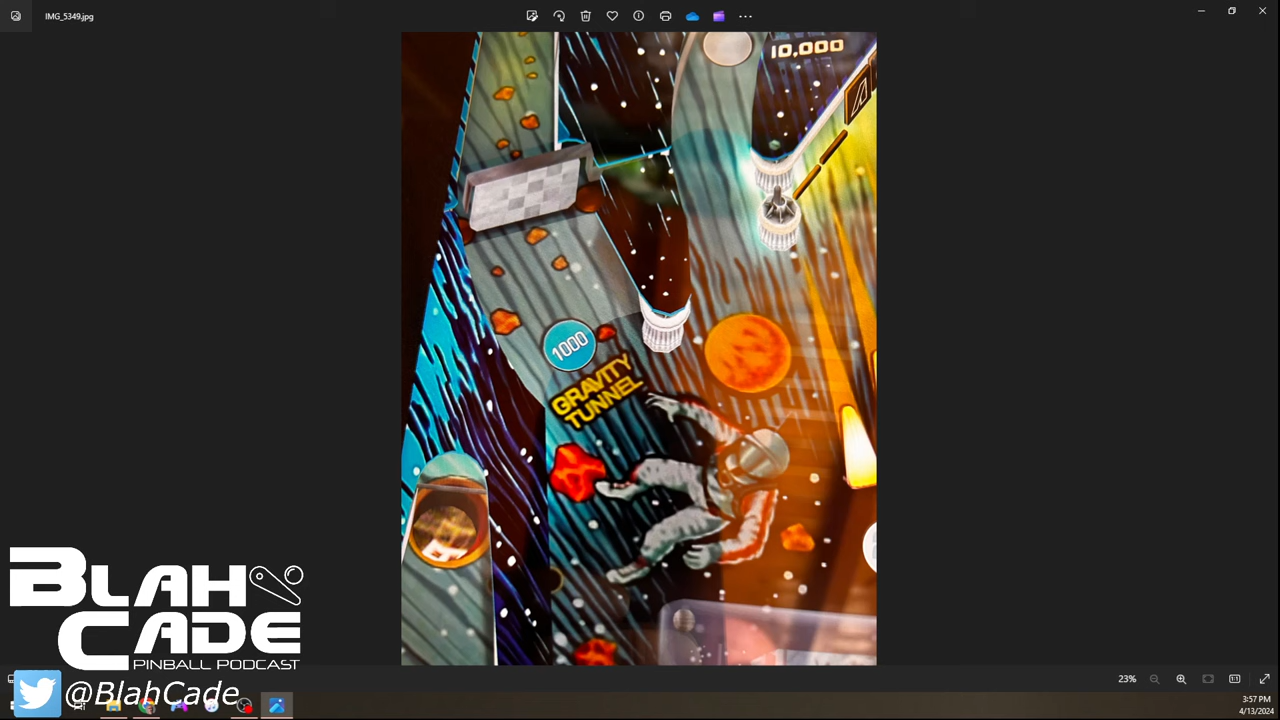 IMG_5349.jpg
10,000
1000
GRAVITY
TUNNEL
BLAH
CADE
PINBALL PODCAST
@BlahCade
23%
3:57 PM
4/13/2024